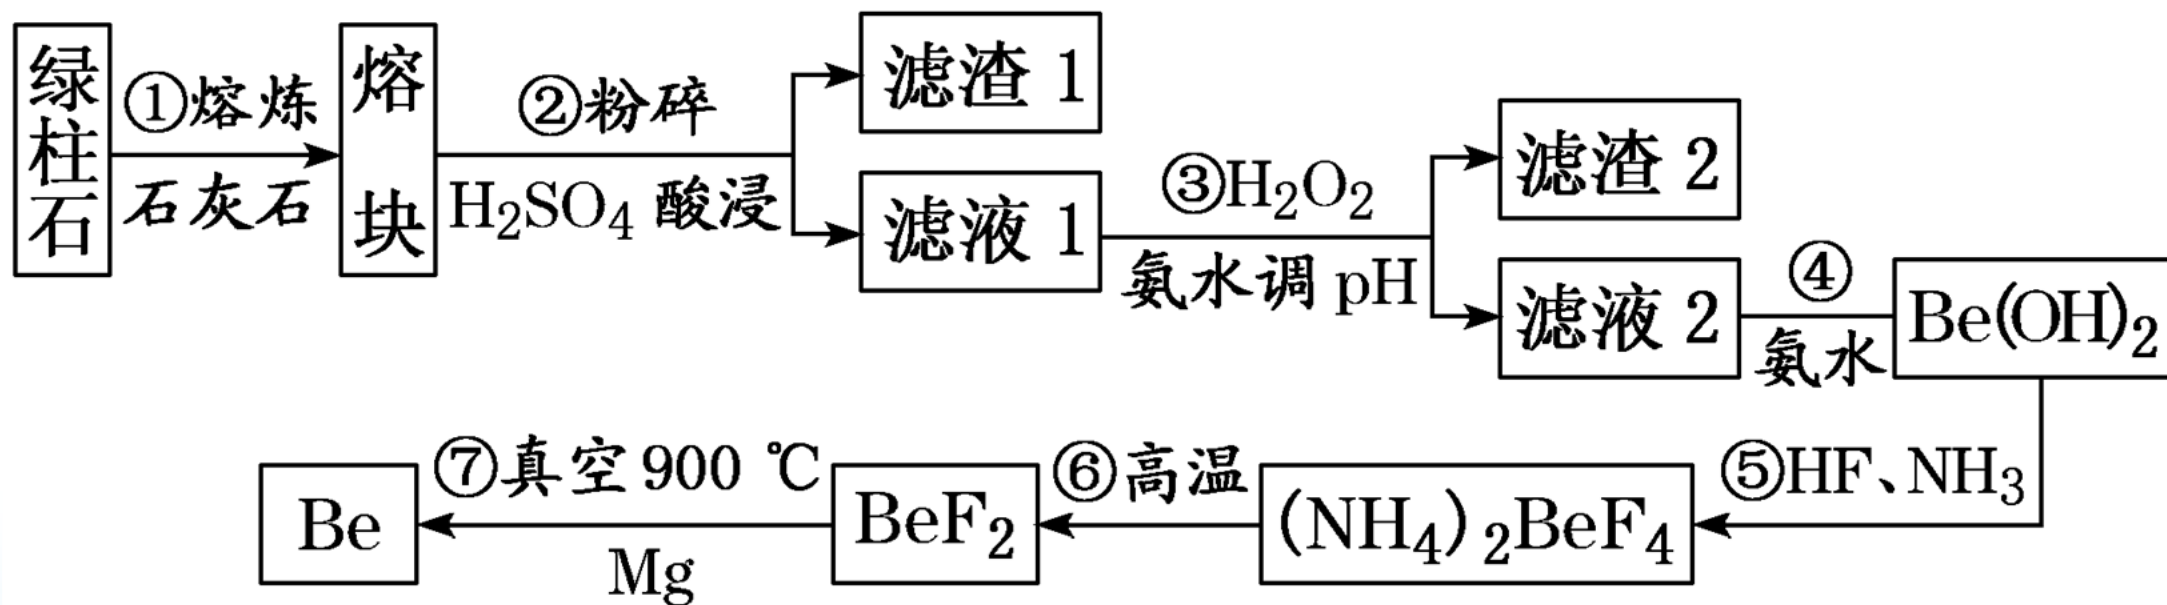 绿柱石
①熔炼
石灰石
熔块
②粉碎
H₂SO₄ 酸浸
滤渣 1
滤液 1
③H₂O₂
氨水调 pH
滤渣 2
滤液 2
④
氨水
Be(OH)₂
⑤HF、NH₃
(NH₄)₂BeF₄
⑥高温
BeF₂
⑦真空 900 ℃
Mg
Be